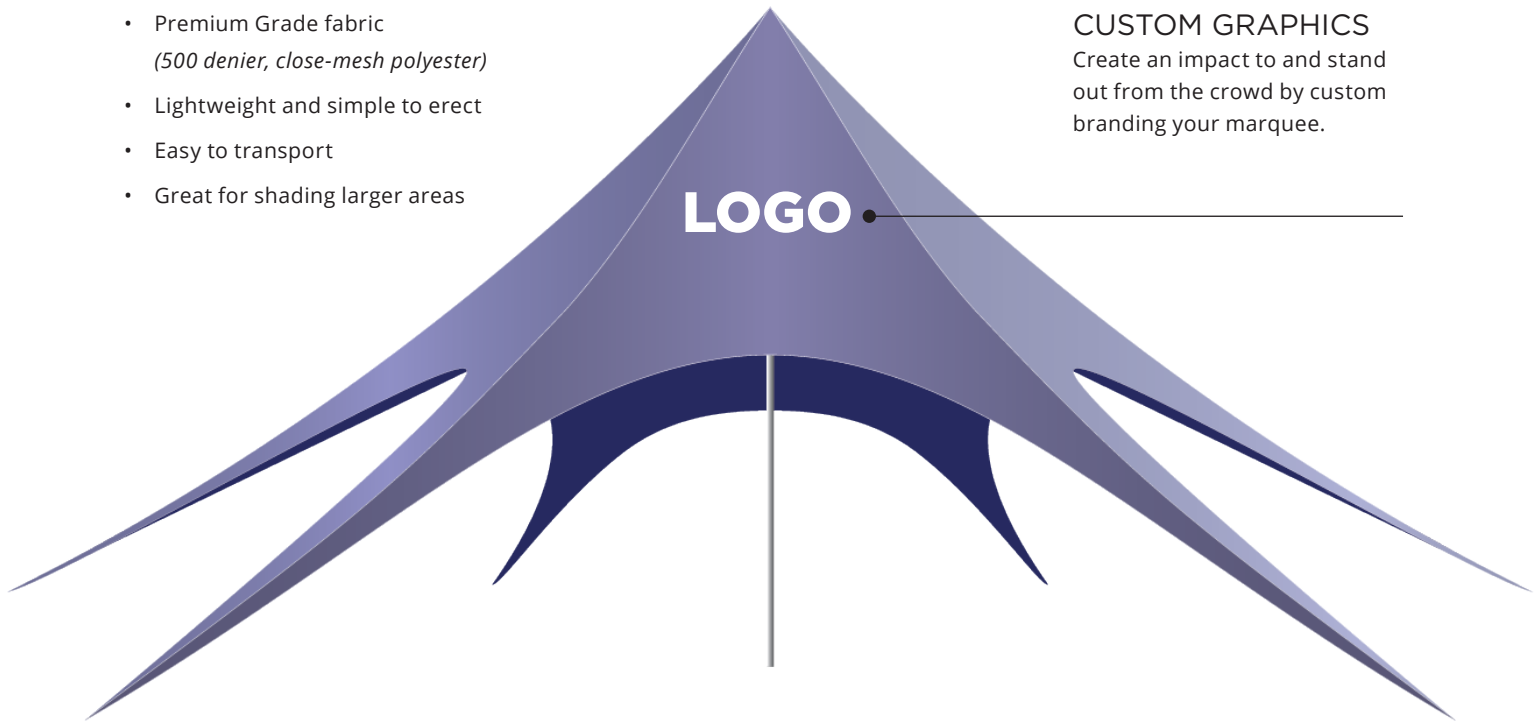 • Premium Grade fabric
(500 denier, close-mesh polyester)
• Lightweight and simple to erect
• Easy to transport
• Great for shading larger areas
CUSTOM GRAPHICS
Create an impact to and stand
out from the crowd by custom
branding your marquee.
LOGO